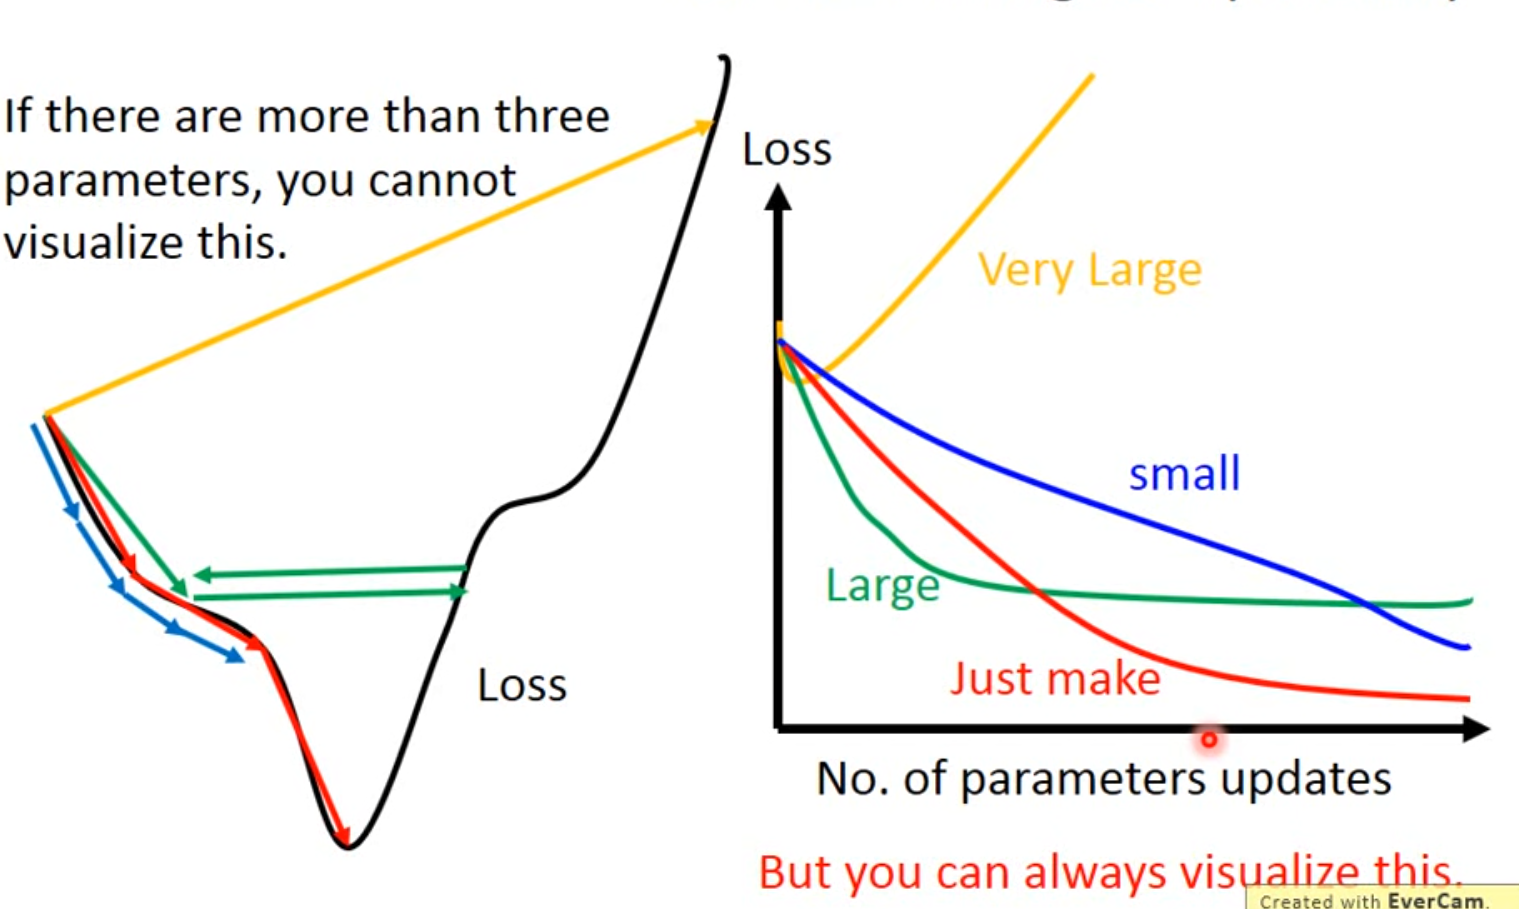 If there are more than three
parameters, you cannot
visualize this.
Loss
Loss
Very Large
small
Large
Just make
No. of parameters updates
But you can always visualize this.
Created with EverCam.